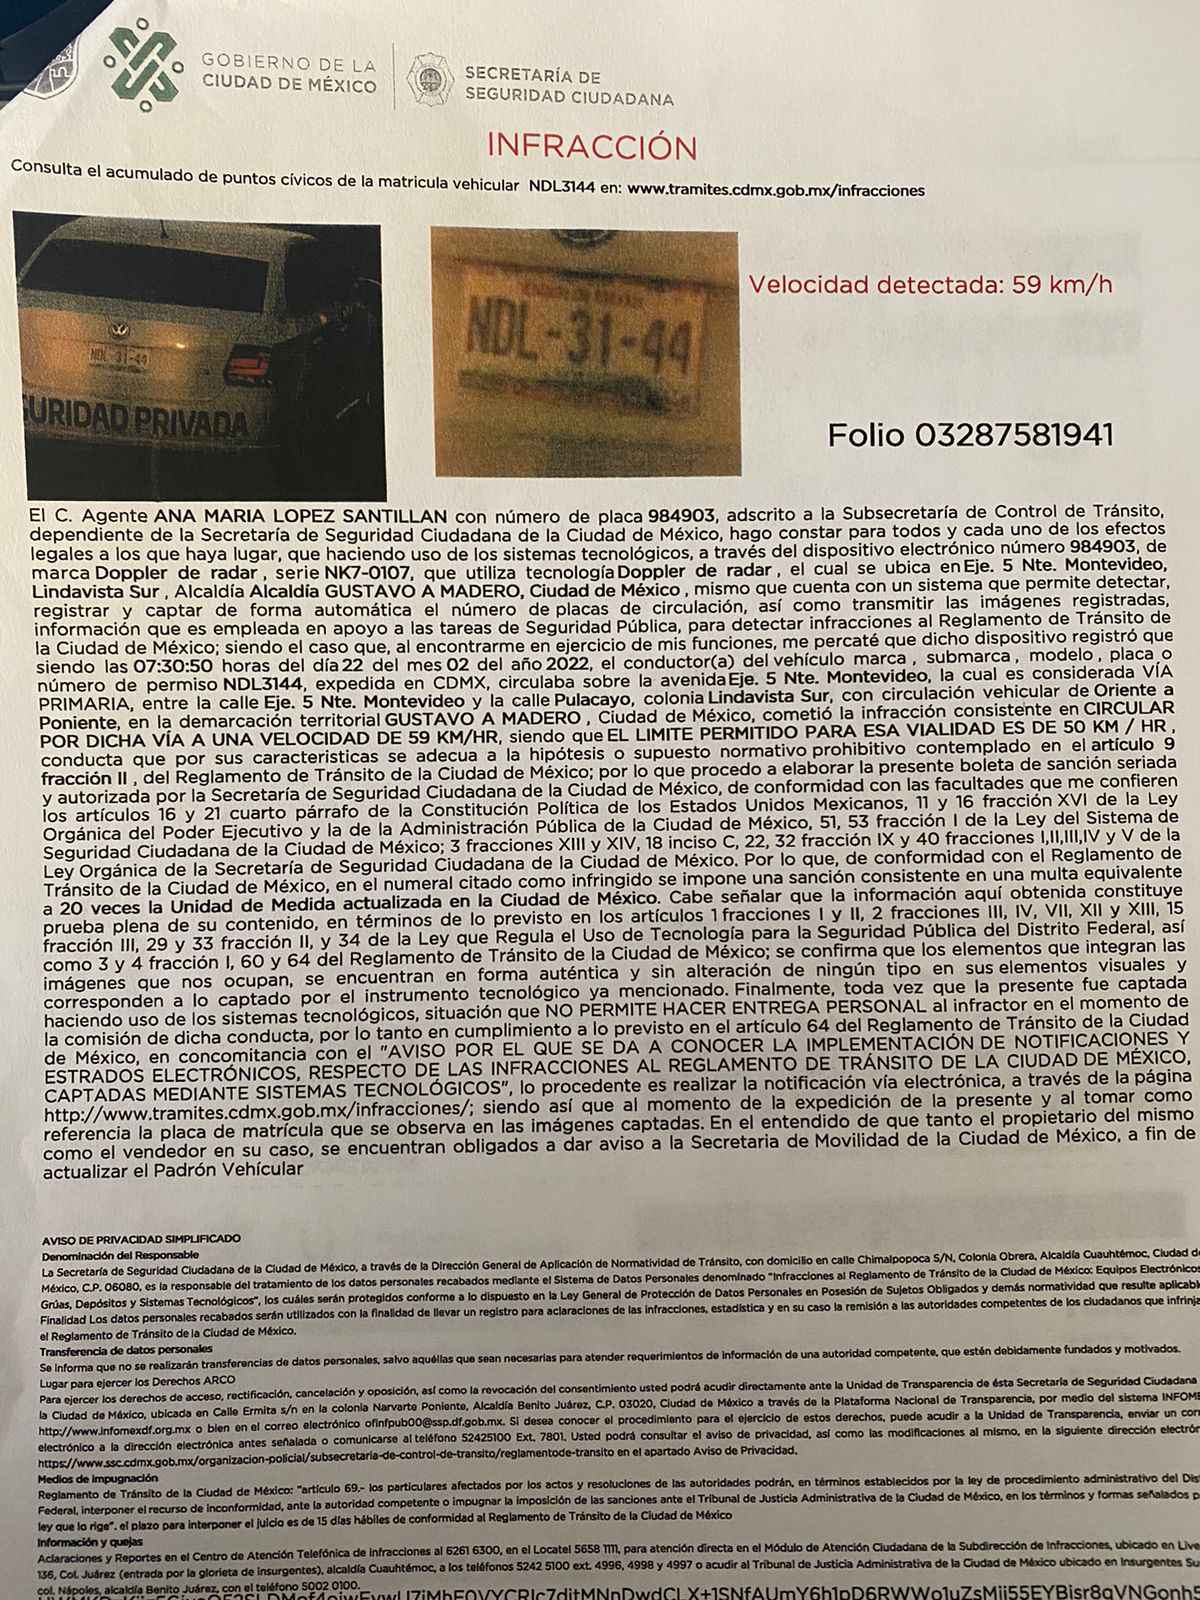 GOBIERNO DE LA
CIUDAD DE MÉXICO
SECRETARÍA DE
SEGURIDAD CIUDADANA
INFRACCIÓN
Consulta el acumulado de puntos cívicos de la matricula vehicular NDL3144 en: www.tramites.cdmx.gob.mx/infracciones
NDL-31-44
URIDAD PRIVADA
NDL-31-44
Velocidad detectada: 59 km/h
Folio 03287581941
El C. Agente ANA MARIA LOPEZ SANTILLAN con número de placa 984903, adscrito a la Subsecretaría de Control de Tránsito,
dependiente de la Secretaría de Seguridad Ciudadana de la Ciudad de México, hago constar para todos y cada uno de los efectos
legales a los que haya lugar, que haciendo uso de los sistemas tecnológicos, a través del dispositivo electrónico número 984903, de
marca Doppler de radar , serie NK7-0107, que utiliza tecnología Doppler de radar , el cual se ubica en Eje. 5 Nte. Montevideo,
Lindavista Sur , Alcaldía Alcaldía GUSTAVO A MADERO, Ciudad de México , mismo que cuenta con un sistema que permite detectar,
registrar y captar de forma automática el número de placas de circulación, así como transmitir las imágenes registradas,
información que es empleada en apoyo a las tareas de Seguridad Pública, para detectar infracciones al Reglamento de Tránsito de
la Ciudad de México; siendo el caso que, al encontrarme en ejercicio de mis funciones, me percaté que dicho dispositivo registró que
siendo las 07:30:50 horas del día 22 del mes 02 del año 2022, el conductor(a) del vehículo marca , submarca , modelo , placa o
número de permiso NDL3144, expedida en CDMX, circulaba sobre la avenida Eje. 5 Nte. Montevideo, la cual es considerada VÍA
PRIMARIA, entre la calle Eje. 5 Nte. Montevideo y la calle Pulacayo, colonia Lindavista Sur, con circulación vehicular de Oriente a
Poniente, en la demarcación territorial GUSTAVO A MADERO , Ciudad de México, cometió la infracción consistente en CIRCULAR
POR DICHA VÍA A UNA VELOCIDAD DE 59 KM/HR, siendo que EL LIMITE PERMITIDO PARA ESA VIALIDAD ES DE 50 KM / HR ,
conducta que por sus caracteristicas se adecua a la hipótesis o supuesto normativo prohibitivo contemplado en el artículo 9
fracción II , del Reglamento de Tránsito de la Ciudad de México; por lo que procedo a elaborar la presente boleta de sanción seriada
y autorizada por la Secretaría de Seguridad Ciudadana de la Ciudad de México, de conformidad con las facultades que me confieren
los artículos 16 y 21 cuarto párrafo de la Constitución Política de los Estados Unidos Mexicanos, 11 y 16 fracción XVI de la Ley
Orgánica del Poder Ejecutivo y la de la Administración Pública de la Ciudad de México, 51, 53 fracción I de la Ley del Sistema de
Seguridad Ciudadana de la Ciudad de México; 3 fracciones XIII y XIV, 18 inciso C, 22, 32 fracción IX y 40 fracciones I,II,III,IV y V de la
Ley Orgánica de la Secretaría de Seguridad Ciudadana de la Ciudad de México. Por lo que, de conformidad con el Reglamento de
Tránsito de la Ciudad de México, en el numeral citado como infringido se impone una sanción consistente en una multa equivalente
a 20 veces la Unidad de Medida actualizada en la Ciudad de México. Cabe señalar que la información aquí obtenida constituye
prueba plena de su contenido, en términos de lo previsto en los artículos 1 fracciones I y II, 2 fracciones III, IV, VII, XII y XIII, 15
fracción III, 29 y 33 fracción II, y 34 de la Ley que Regula el Uso de Tecnología para la Seguridad Pública del Distrito Federal, así
como 3 y 4 fracción I, 60 y 64 del Reglamento de Tránsito de la Ciudad de México; se confirma que los elementos que integran las
imágenes que nos ocupan, se encuentran en forma auténtica y sin alteración de ningún tipo en sus elementos visuales y
corresponden a lo captado por el instrumento tecnológico ya mencionado. Finalmente, toda vez que la presente fue captada
haciendo uso de los sistemas tecnológicos, situación que NO PERMITE HACER ENTREGA PERSONAL al infractor en el momento de
la comisión de dicha conducta, por lo tanto en cumplimiento a lo previsto en el artículo 64 del Reglamento de Tránsito de la Ciudad
de México, en concomitancia con el "AVISO POR EL QUE SE DA A CONOCER LA IMPLEMENTACIÓN DE NOTIFICACIONES Y
ESTRADOS ELECTRÓNICOS, RESPECTO DE LAS INFRACCIONES AL REGLAMENTO DE TRÁNSITO DE LA CIUDAD DE MÉXICO,
CAPTADAS MEDIANTE SISTEMAS TECNOLÓGICOS", lo procedente es realizar la notificación vía electrónica, a través de la página
http://www.tramites.cdmx.gob.mx/infracciones/; siendo así que al momento de la expedición de la presente y al tomar como
referencia la placa de matrícula que se observa en las imágenes captadas. En el entendido de que tanto el propietario del mismo
como el vendedor en su caso, se encuentran obligados a dar aviso a la Secretaria de Movilidad de la Ciudad de México, a fin de
actualizar el Padrón Vehícular
AVISO DE PRIVACIDAD SIMPLIFICADO
Denominación del Responsable
La Secretaría de Seguridad Ciudadana de la Ciudad de México, a través de la Dirección General de Aplicación de Normatividad de Tránsito, con domicilio en calle Chimalpopoca S/N, Colonia Obrera, Alcaldía Cuauhtémoc, Ciudad de
México, C.P. 06080, es la responsable del tratamiento de los datos personales recabados mediante el Sistema de Datos Personales denominado "Infracciones al Reglamento de Tránsito de la Ciudad de México: Equipos Electrónicos
Grúas, Depósitos y Sistemas Tecnológicos", los cuáles serán protegidos conforme a lo dispuesto en la Ley General de Protección de Datos Personales en Posesión de Sujetos Obligados y demás normatividad que resulte aplicabl
Finalidad Los datos personales recabados serán utilizados con la finalidad de llevar un registro para aclaraciones de las infracciones, estadística y en su caso la remisión a las autoridades competentes de los ciudadanos que infrinja
el Reglamento de Tránsito de la Ciudad de México.
Transferencia de datos personales
Se informa que no se realizarán transferencias de datos personales, salvo aquéllas que sean necesarias para atender requerimientos de información de una autoridad competente, que estén debidamente fundados y motivados.
Lugar para ejercer los Derechos ARCO
Para ejercer los derechos de acceso, rectificación, cancelación y oposición, así como la revocación del consentimiento usted podrá acudir directamente ante la Unidad de Transparencia de ésta Secretaría de Seguridad Ciudadana
la Ciudad de México, ubicada en Calle Ermita s/n en la colonia Narvarte Poniente, Alcaldía Benito Juárez, C.P. 03020, Ciudad de México a través de la Plataforma Nacional de Transparencia, por medio del sistema INFOME
http://www.infomexdf.org.mx o bien en el correo electrónico ofinfpub00@ssp.df.gob.mx. Si desea conocer el procedimiento para el ejercicio de estos derechos, puede acudir a la Unidad de Transparencia, enviar un cor
electrónico a la dirección electrónica antes señalada o comunicarse al teléfono 52425100 Ext. 7801. Usted podrá consultar el aviso de privacidad, así como las modificaciones al mismo, en la siguiente dirección electrón
https://www.ssc.cdmx.gob.mx/organizacion-policial/subsecretaria-de-control-de-transito/reglamentode-transito en el apartado Aviso de Privacidad.
Medios de Impugnación
Reglamento de Tránsito de la Ciudad de México: "artículo 69.- los particulares afectados por los actos y resoluciones de las autoridades podrán, en términos establecidos por la ley de procedimiento administrativo del Dis
Federal, interponer el recurso de inconformidad, ante la autoridad competente o impugnar la imposición de las sanciones ante el Tribunal de Justicia Administrativa de la Ciudad de México, en los términos y formas señalados p
ley que lo rige". el plazo para interponer el juicio es de 15 días hábiles de conformidad al Reglamento de Tránsito de la Ciudad de México
Información y quejas
Aclaraciones y Reportes en el Centro de Atención Telefónica de Infracciones al 6261 6300, en el Locatel 5658 1111, para atención directa en el Módulo de Atención Ciudadana de la Subdirección de Infracciones, ubicado en Live
136, Col. Juárez (entrada por la glorieta de insurgentes), alcaldía Cuauhtémoc, a los teléfonos 5242 5100 ext. 4996, 4998 y 4997 o acudir al Tribunal de Justicia Administrativa de la Ciudad de México ubicado en Insurgentes Su
col. Nápoles, alcaldía Benito Juárez, con el teléfono 5002 0100.